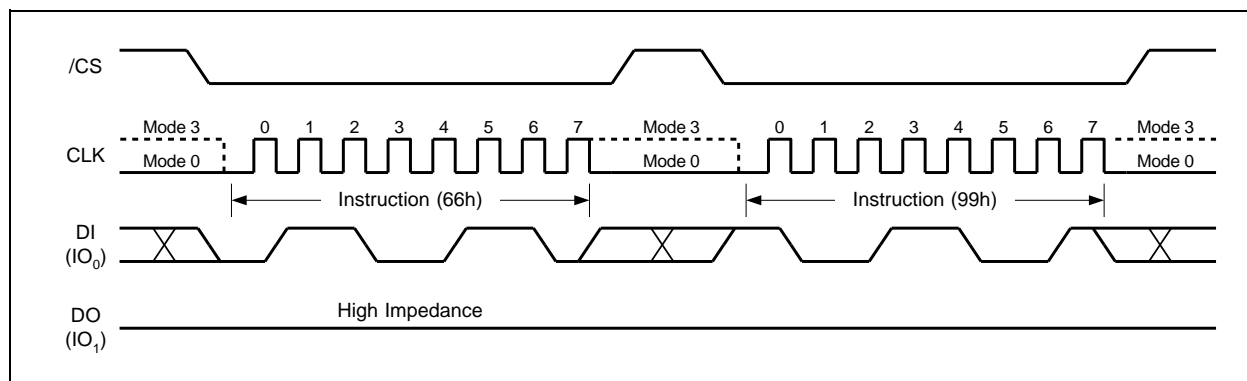 /CS
Mode 3 0 1 2 3 4 5 6 7 Mode 3 0 1 2 3 4 5 6 7 Mode 3
CLK Mode 0 Mode 0 Mode 0
Instruction (66h) Instruction (99h)
DI
(IO0)
High Impedance
DO
(IO1)